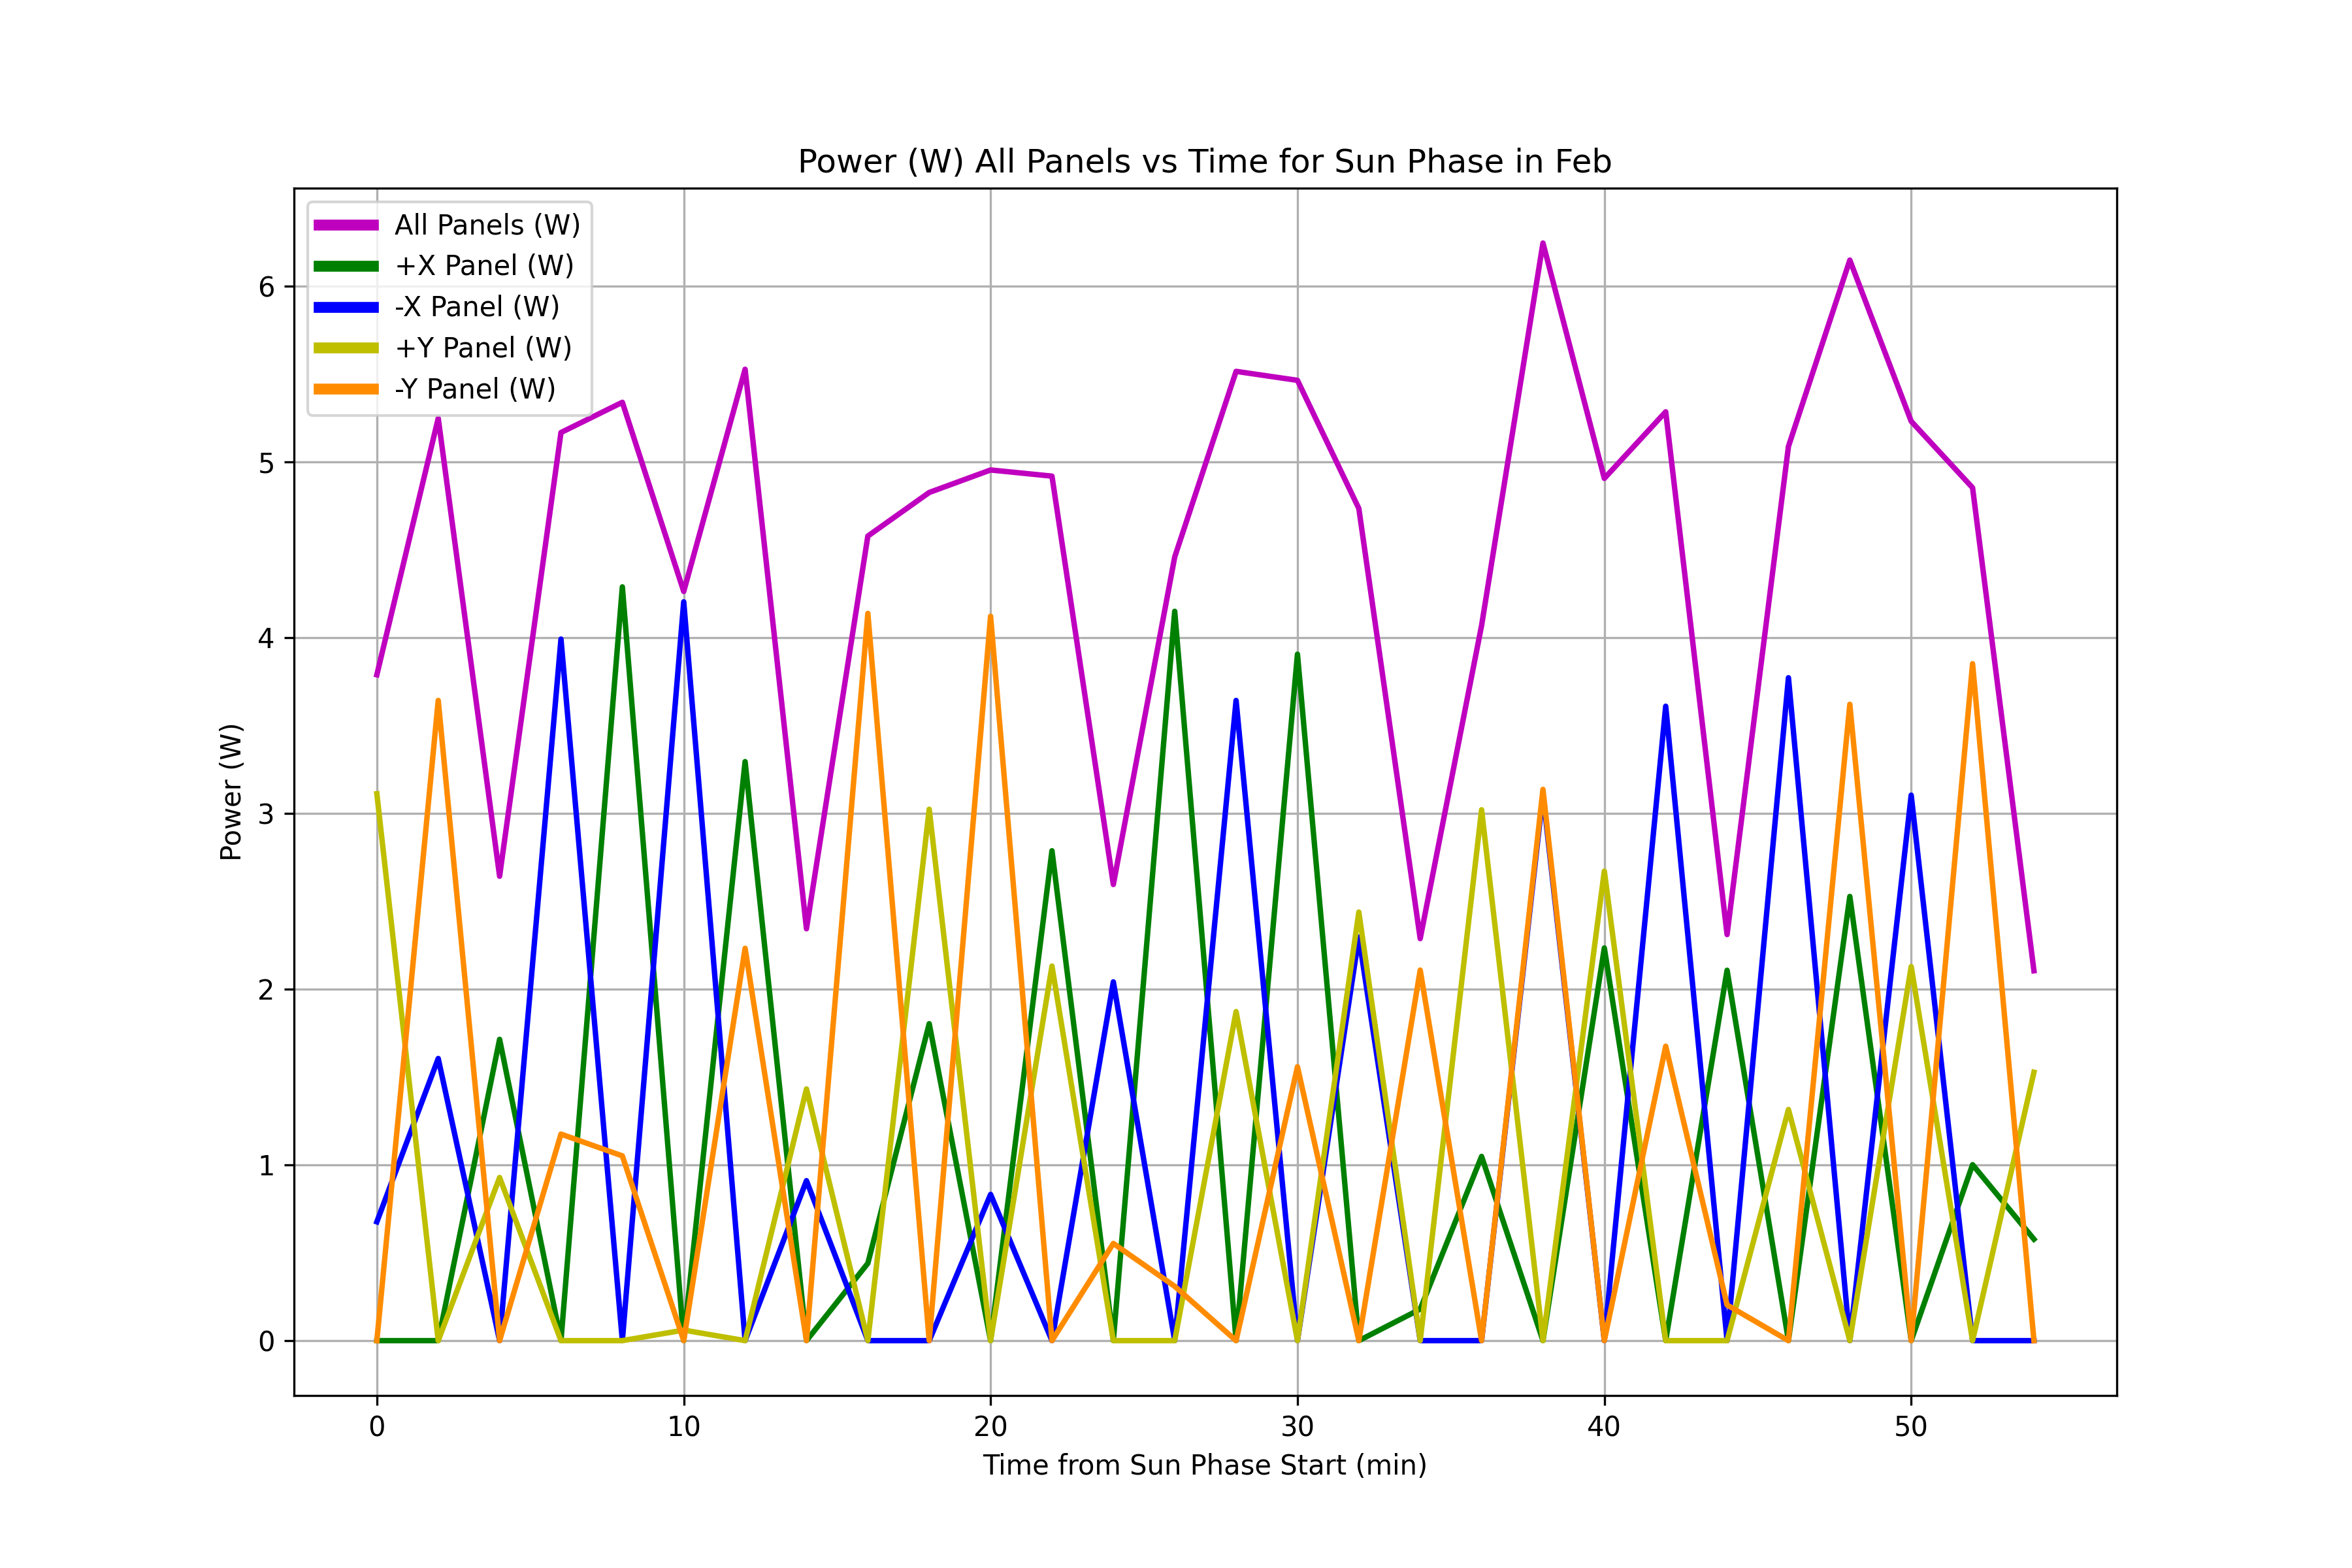 Power (W) All Panels vs Time for Sun Phase in Feb
All Panels (W)
+X Panel (W)
-X Panel (W)
+Y Panel (W)
-Y Panel (W)
6
5
4
3
2
1
0
Power (W)
0 10 20 30 40 50
Time from Sun Phase Start (min)